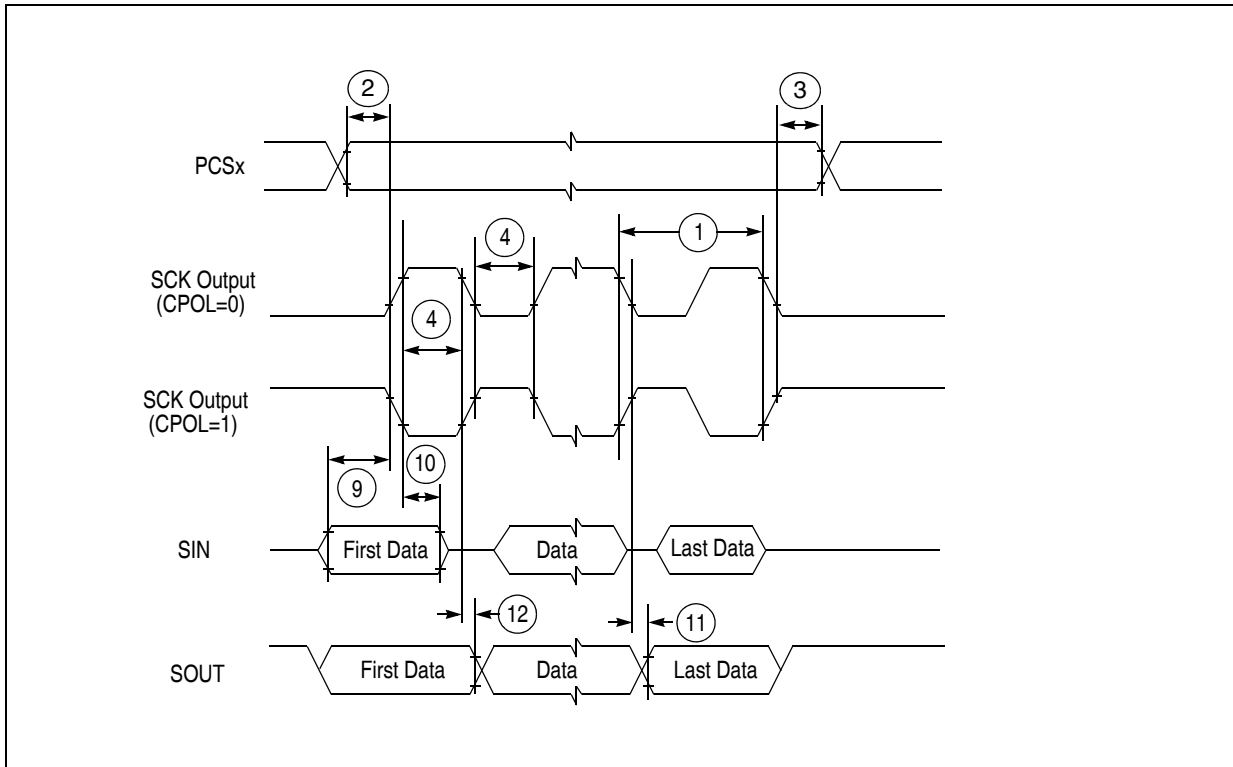 2
3
PCSx
4
1
SCK Output
(CPOL=0)
4
SCK Output
(CPOL=1)
9
10
SIN
First Data
Data
Last Data
12
11
SOUT
First Data
Data
Last Data